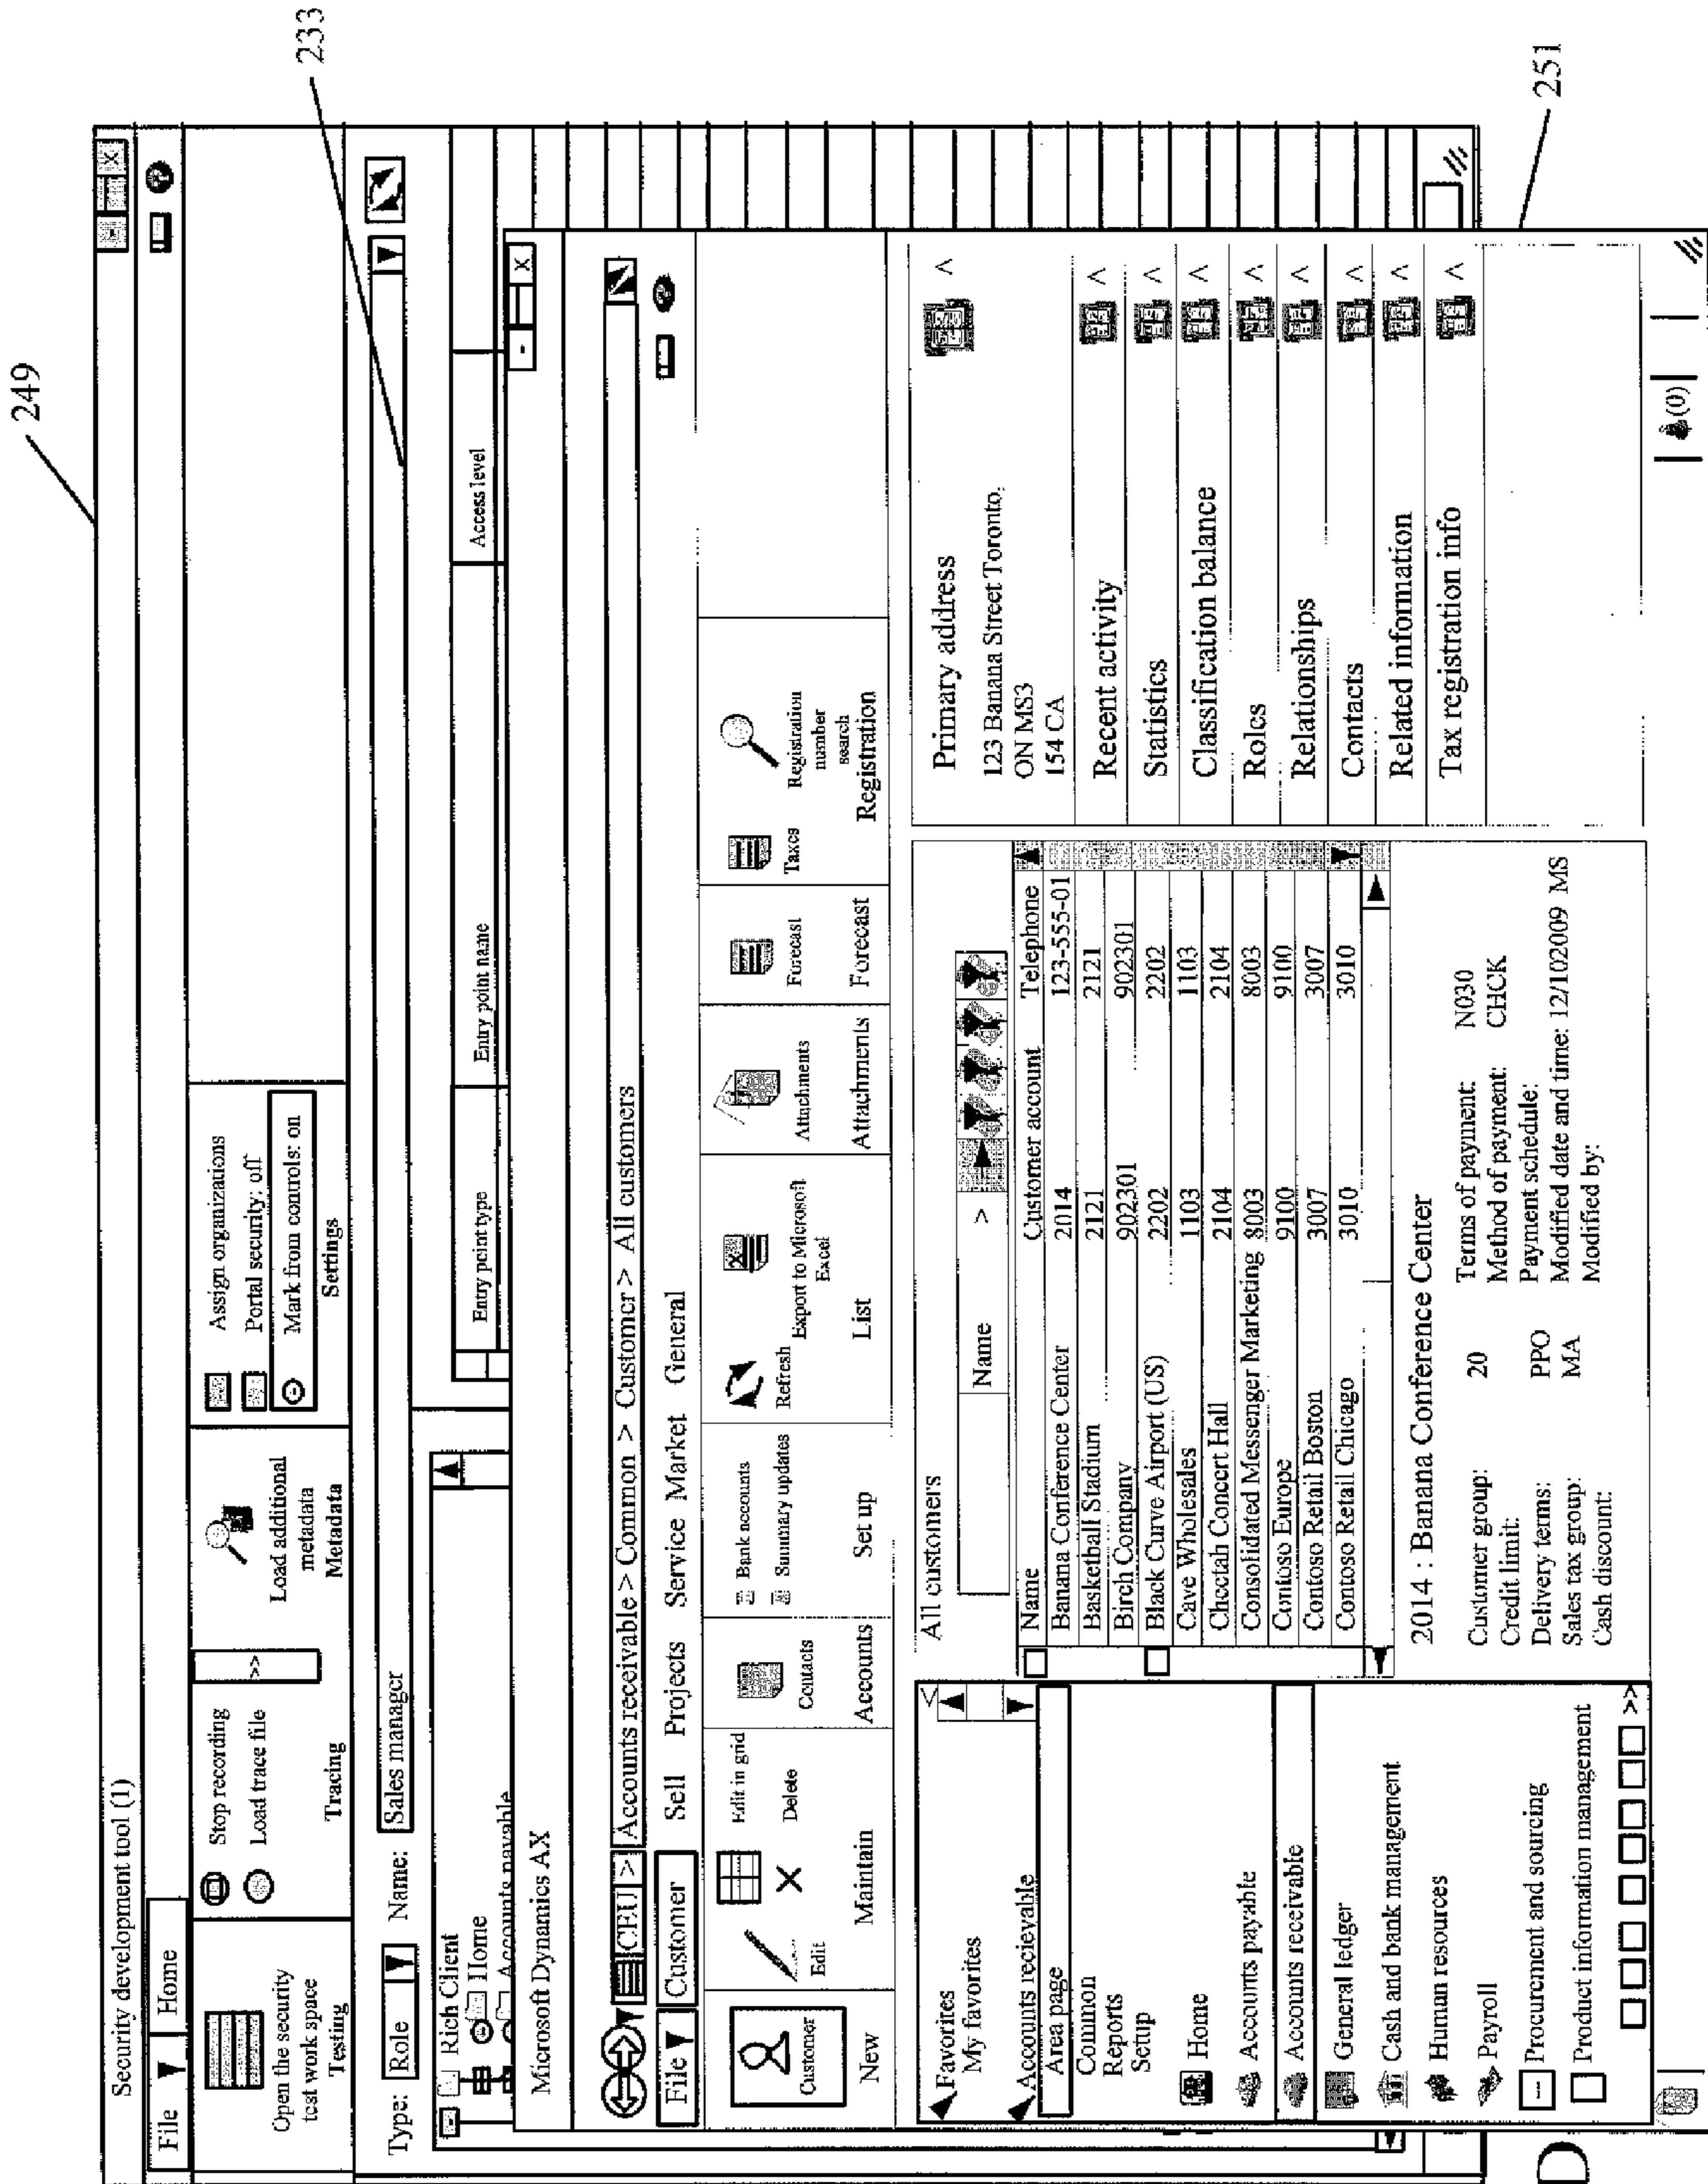 249
233
251
Security development tool (1)
File Home
Open the security
test work space
Testing
Stop recording
Load trace file
>>
Tracing
Load additional
metadata
Metadata
Assign organizations
Portal security: off
Mark from controls: on
Settings
Type: Role Name: Sales manager
Rich Client
Home
Accounts payable
Entry point type Entry point name Access level
Microsoft Dynamics AX
CEU > Accounts receivable > Common > Customer > All customers
File Customer Sell Projects Service Market General
Customer
New
Edit
Edit in grid
Delete
Maintain
Contacts
Accounts
Bank accounts
Summary updates
Set up
Refresh
Export to Microsoft
Excel
List
Attachments
Attachments
Forecast
Forecast
Taxes
Registration
number
search
Registration
Favorites
My favorites
Accounts recievable
Area page
Common
Reports
Setup
Home
Accounts payable
Accounts receivable
General ledger
Cash and bank management
Human resources
Payroll
Procurement and sourcing
Product information management
>>
All customers
Name >
Name Customer account Telephone
Banana Conference Center 2014 123-555-01
Basketball Stadium 2121 2121
Birch Company 902301 902301
Black Curve Airport (US) 2202 2202
Cave Wholesales 1103 1103
Cheetah Concert Hall 2104 2104
Consolidated Messenger Marketing 8003 8003
Contoso Europe 9100 9100
Contoso Retail Boston 3007 3007
Contoso Retail Chicago 3010 3010
2014 : Banana Conference Center
Customer group: 20 Terms of payment: N030
Credit limit: Method of payment: CHCK
Delivery terms: PPO Payment schedule:
Sales tax group: MA Modified date and time: 12/102009 MS
Cash discount: Modified by:
Primary address
123 Banana Street Toronto,
ON MS3
154 CA
Recent activity
Statistics
Classification balance
Roles
Relationships
Contacts
Related information
Tax registration info
(0)
D